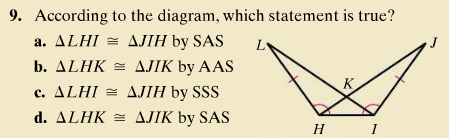 9. According to the diagram, which statement is true?
a. ΔLHI ≅ ΔJIH by SAS
b. ΔLHK ≅ ΔJIK by AAS
c. ΔLHI ≅ ΔJIH by SSS
d. ΔLHK ≅ ΔJIK by SAS
L
J
K
H I